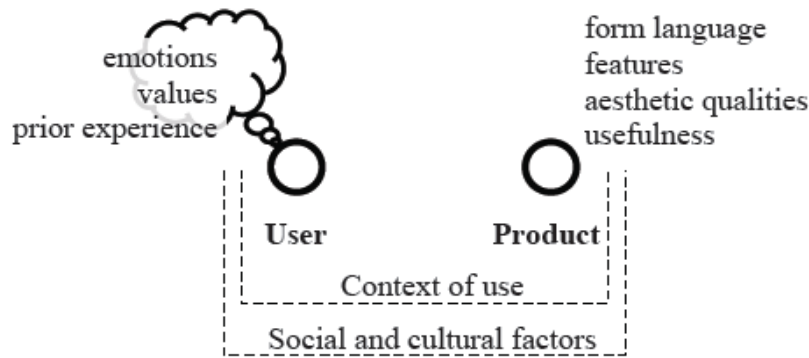 emotions
values
prior experience
form language
features
aesthetic qualities
usefulness
User
Product
Context of use
Social and cultural factors